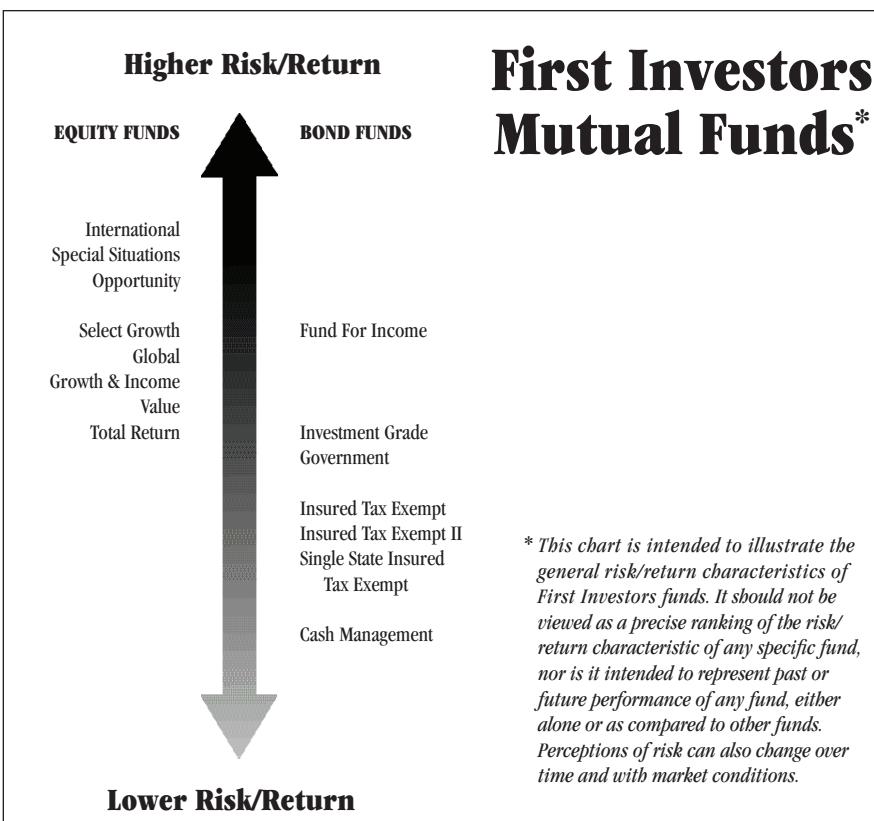 Higher Risk/Return
First Investors
Mutual Funds*
EQUITY FUNDS
BOND FUNDS
International
Special Situations
Opportunity
Select Growth
Global
Growth & Income
Value
Total Return
Fund For Income
Investment Grade
Government
Insured Tax Exempt
Insured Tax Exempt II
Single State Insured
Tax Exempt
Cash Management
* This chart is intended to illustrate the
general risk/return characteristics of
First Investors funds. It should not be
viewed as a precise ranking of the risk/
return characteristic of any specific fund,
nor is it intended to represent past or
future performance of any fund, either
alone or as compared to other funds.
Perceptions of risk can also change over
time and with market conditions.
Lower Risk/Return